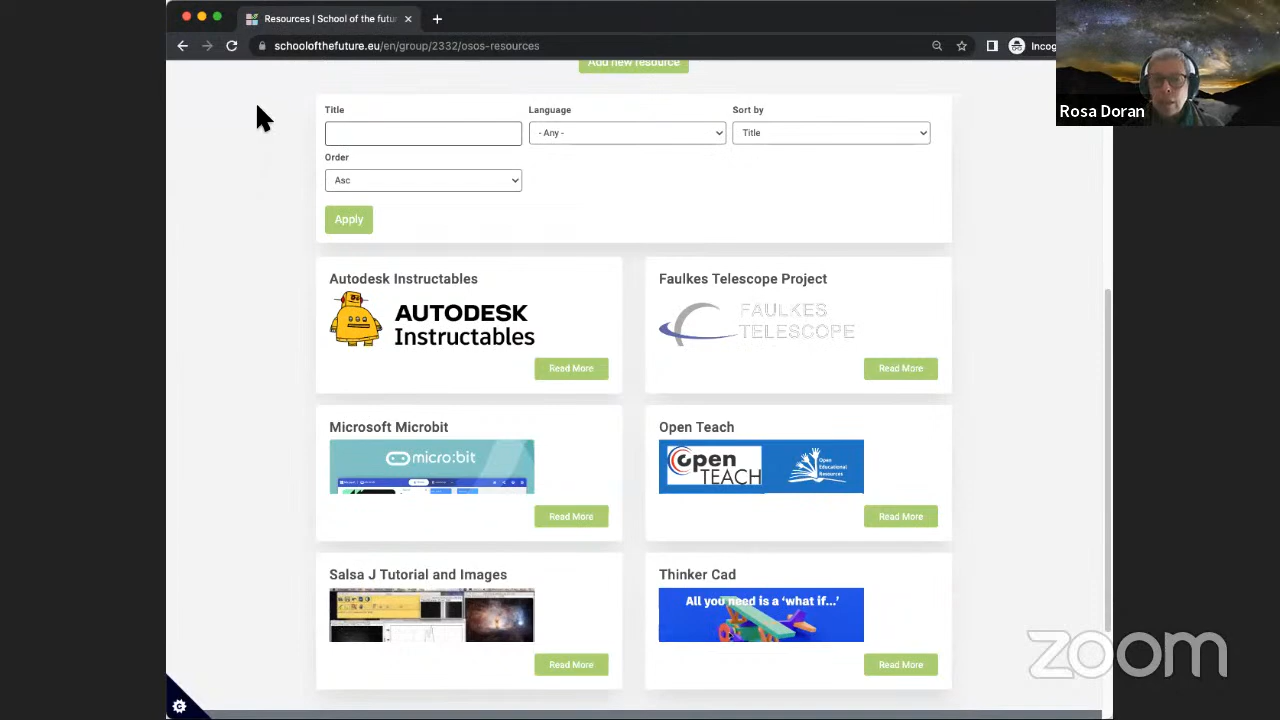 Resources | School of the futur
schoolofthefuture.eu/en/group/2332/osos-resources
Incog
Rosa Doran
Add new resource
Title
Language
Sort by
- Any -
Title
Order
Asc
Apply
Autodesk Instructables
AUTODESK
Instructables
Read More
Faulkes Telescope Project
FAULKES
TELESCOPE
Read More
Microsoft Microbit
micro:bit
Read More
Open Teach
Open
TEACH
Open
Educational
Resources
Read More
Salsa J Tutorial and Images
Read More
Thinker Cad
All you need is a ‘what if...’
Read More
zoom